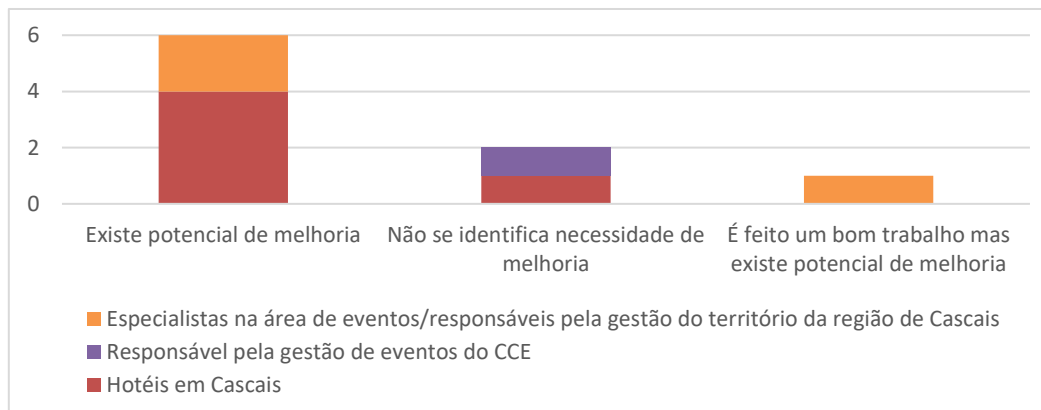 6
4
2
0
Existe potencial de melhoria
Não se identifica necessidade de
melhoria
É feito um bom trabalho mas
existe potencial de melhoria
Especialistas na área de eventos/responsáveis pela gestão do território da região de Cascais
Responsável pela gestão de eventos do CCE
Hotéis em Cascais